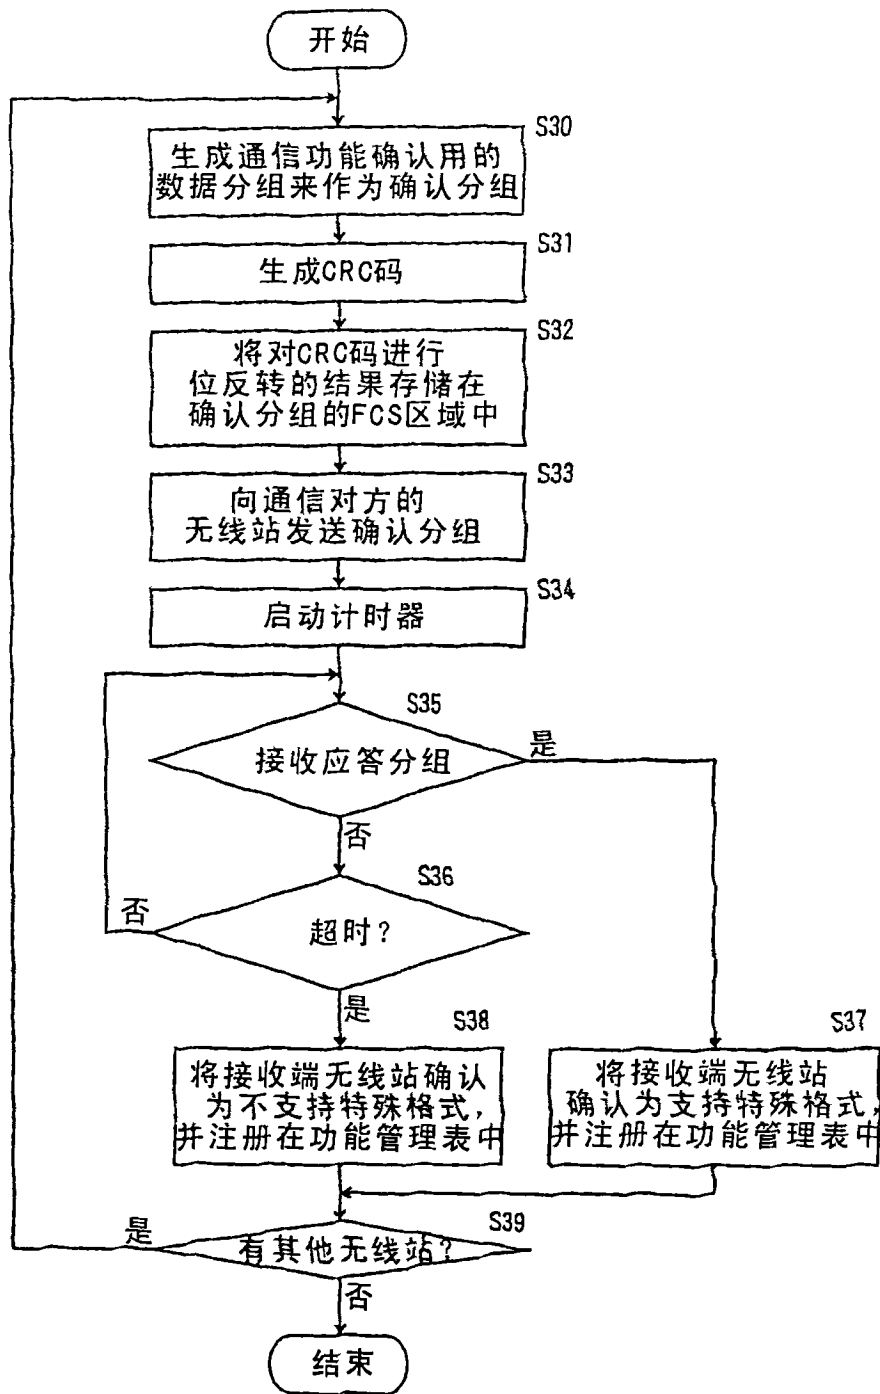 开始
S30
生成通信功能确认用的
数据分组来作为确认分组
S31
生成CRC码
S32
将对CRC码进行
位反转的结果存储在
确认分组的FCS区域中
S33
向通信对方的
无线站发送确认分组
S34
启动计时器
S35
接收应答分组
是
否
S36
超时？
否
是
S38
将接收端无线站确认
为不支持特殊格式，
并注册在功能管理表中
S37
将接收端无线站
确认为支持特殊格式，
并注册在功能管理表中
S39
有其他无线站？
是
否
结束